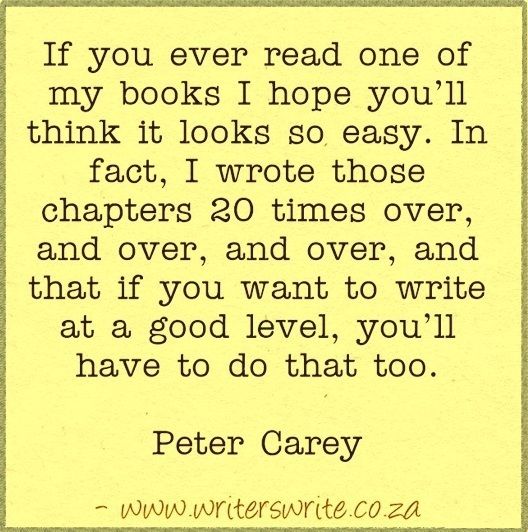 If you ever read one of
my books I hope you’ll
think it looks so easy. In
fact, I wrote those
chapters 20 times over,
and over, and over, and
that if you want to write
at a good level, you’ll
have to do that too.
Peter Carey
- www.writerswrite.co.za